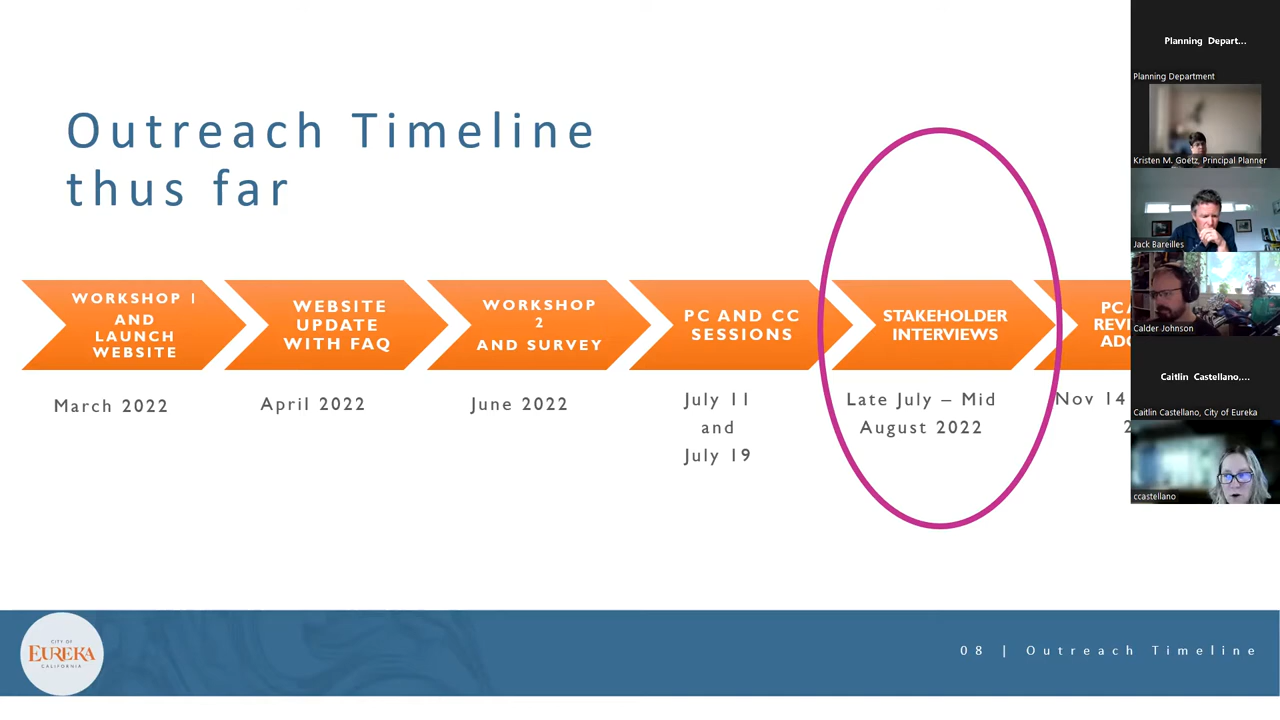 Outreach Timeline
thus far
WORKSHOP 1
AND
LAUNCH
WEBSITE
March 2022
WEBSITE
UPDATE
WITH FAQ
April 2022
WORKSHOP
2
AND SURVEY
June 2022
PC AND CC
SESSIONS
July 11
and
July 19
STAKEHOLDER
INTERVIEWS
Late July – Mid
August 2022
PC
Nov 14
Planning Depart...
Planning Department
Kristen M. Goetz, Principal Planner
Jack Bareilles
Calder Johnson
Caitlin Castellano,...
Caitlin Castellano, City of Eureka
ccastellano
CITY OF
EUREKA
CALIFORNIA
08 | Outreach Timeline